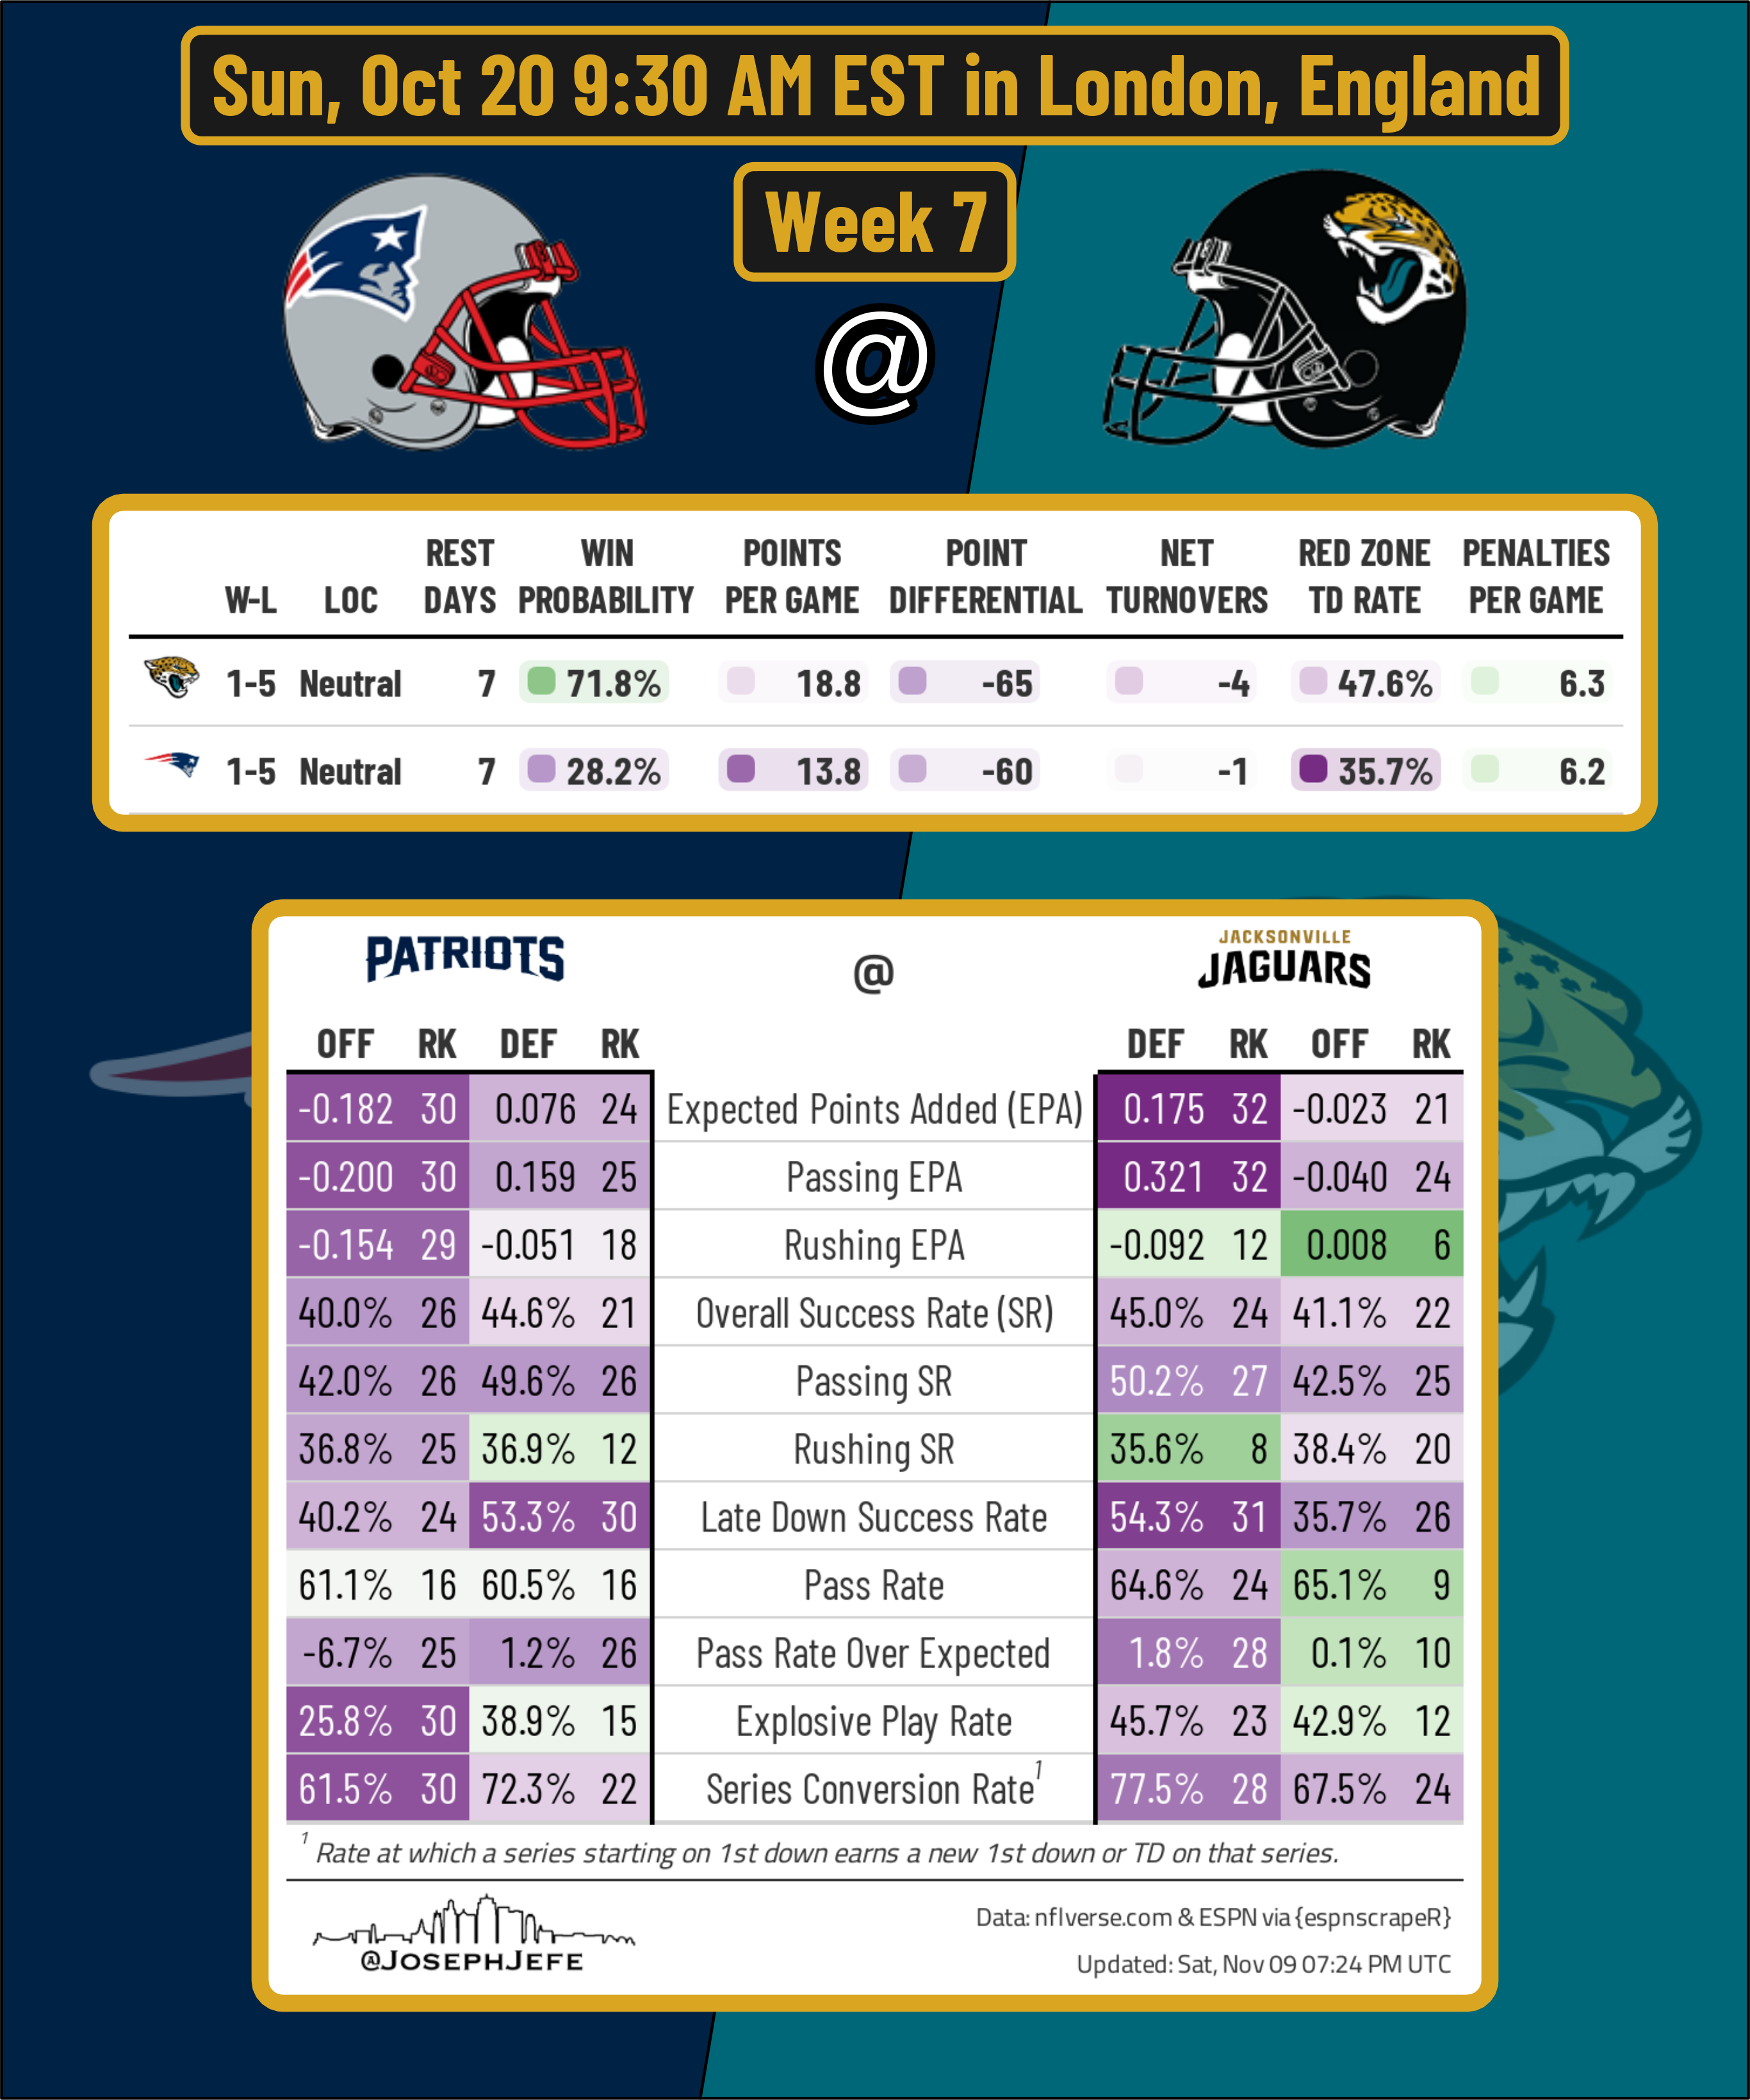 Sun, Oct 20 9:30 AM EST in London, England
Week 7
@
W-L LOC REST DAYS WIN PROBABILITY POINTS PER GAME POINT DIFFERENTIAL NET TURNOVERS RED ZONE TD RATE PENALTIES PER GAME
1-5 Neutral 7 71.8% 18.8 -65 -4 47.6% 6.3
1-5 Neutral 7 28.2% 13.8 -60 -1 35.7% 6.2
PATRIOTS @ JACKSONVILLE JAGUARS
OFF RK DEF RK DEF RK OFF RK
-0.182 30 0.076 24 Expected Points Added (EPA) 0.175 32 -0.023 21
-0.200 30 0.159 25 Passing EPA 0.321 32 -0.040 24
-0.154 29 -0.051 18 Rushing EPA -0.092 12 0.008 6
40.0% 26 44.6% 21 Overall Success Rate (SR) 45.0% 24 41.1% 22
42.0% 26 49.6% 26 Passing SR 50.2% 27 42.5% 25
36.8% 25 36.9% 12 Rushing SR 35.6% 8 38.4% 20
40.2% 24 53.3% 30 Late Down Success Rate 54.3% 31 35.7% 26
61.1% 16 60.5% 16 Pass Rate 64.6% 24 65.1% 9
-6.7% 25 1.2% 26 Pass Rate Over Expected 1.8% 28 0.1% 10
25.8% 30 38.9% 15 Explosive Play Rate 45.7% 23 42.9% 12
61.5% 30 72.3% 22 Series Conversion Rate1 77.5% 28 67.5% 24
1 Rate at which a series starting on 1st down earns a new 1st down or TD on that series.
@JOSEPHJEFE
Data: nflverse.com & ESPN via {espnscrapeR}
Updated: Sat, Nov 09 07:24 PM UTC